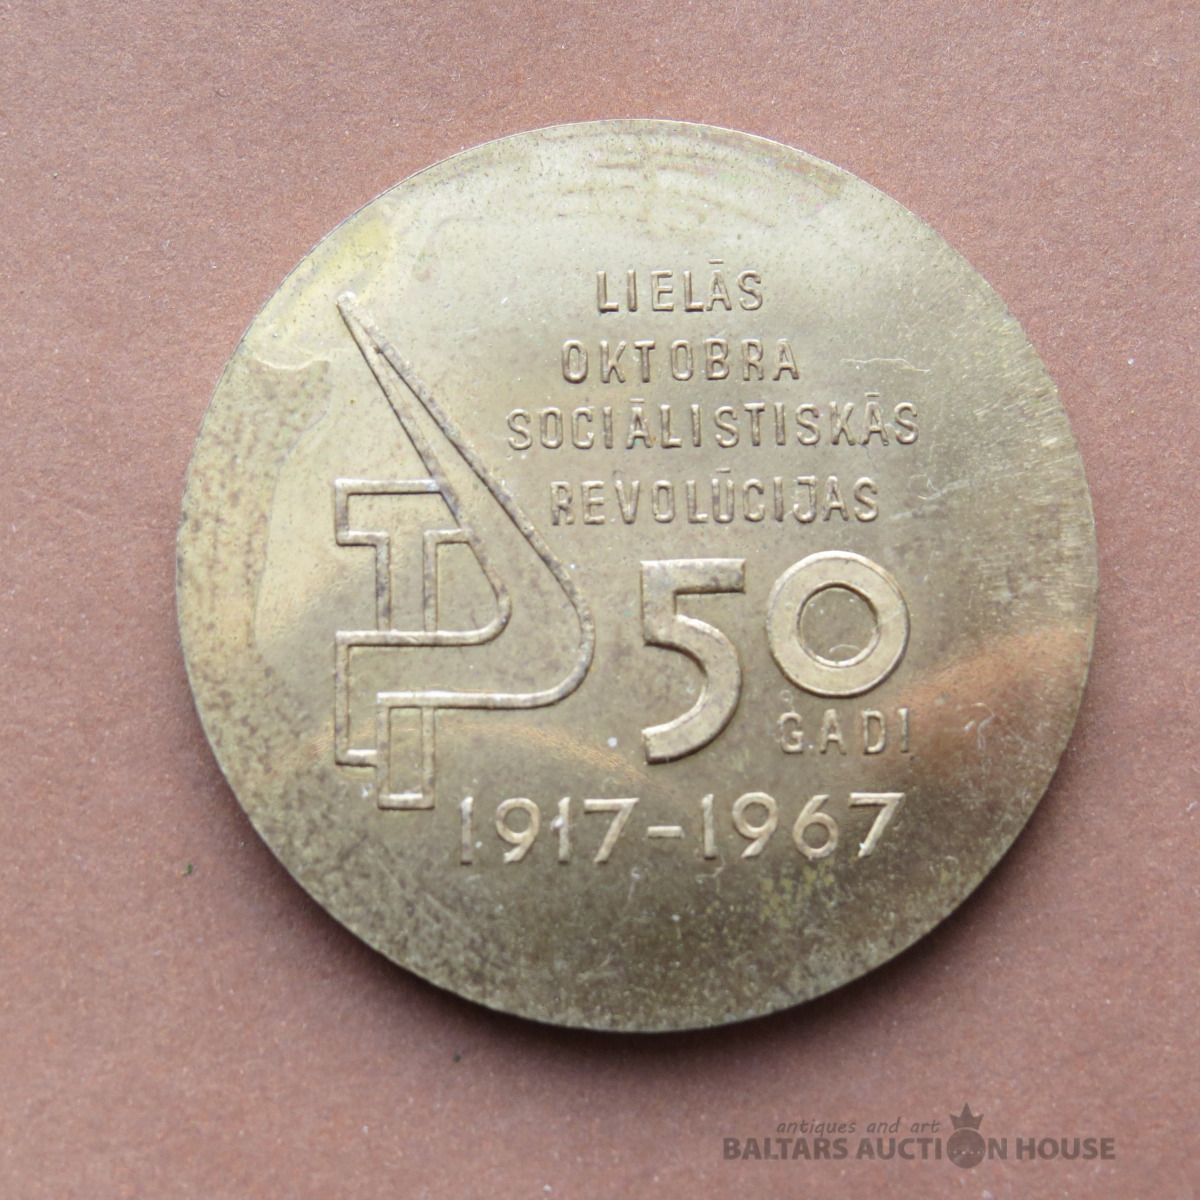 LIELĀS
OKTOBRA
SOCIĀLISTISKĀS
REVOLŪCIJAS
50
GADI
1917-1967
antiques and art
BALTARS AUCTION HOUSE